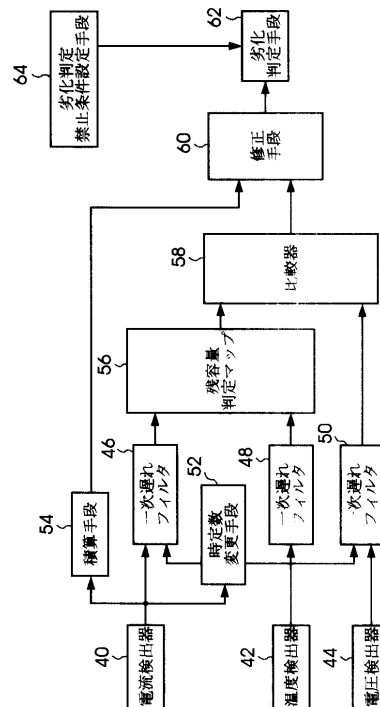 64
劣化判定
禁止条件設定手段
62
劣化
判定手段
60
修正
手段
58
比較器
56
残容量
判定マップ
54
積算手段
46
一次遅れ
フィルタ
52
時定数
変更手段
48
一次遅れ
フィルタ
50
一次遅れ
フィルタ
40
電流検出器
42
温度検出器
44
電圧検出器